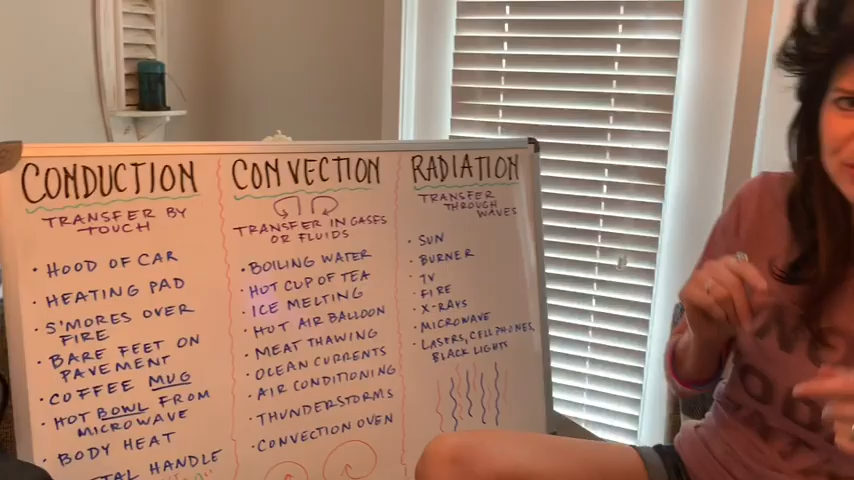 CONDUCTION
TRANSFER BY
TOUCH
• HOOD OF CAR
• HEATING PAD
• S'MORES OVER
FIRE
• BARE FEET ON
PAVEMENT
• COFFEE MUG
• HOT BOWL FROM
MICROWAVE
• BODY HEAT
HANDLE
CONVECTION
TRANSFER IN GASES
OR FLUIDS
• BOILING WATER
• HOT CUP OF TEA
• ICE MELTING
• HOT AIR BALLOON
• MEAT THAWING
• OCEAN CURRENTS
• AIR CONDITIONING
• THUNDERSTORMS
• CONVECTION OVEN
RADIATION
TRANSFER
THROUGH
WAVES
• SUN
• BURNER
• TV
• FIRE
• X-RAYS
• MICROWAVE
• LASERS, CELL PHONES,
BLACK LIGHTS